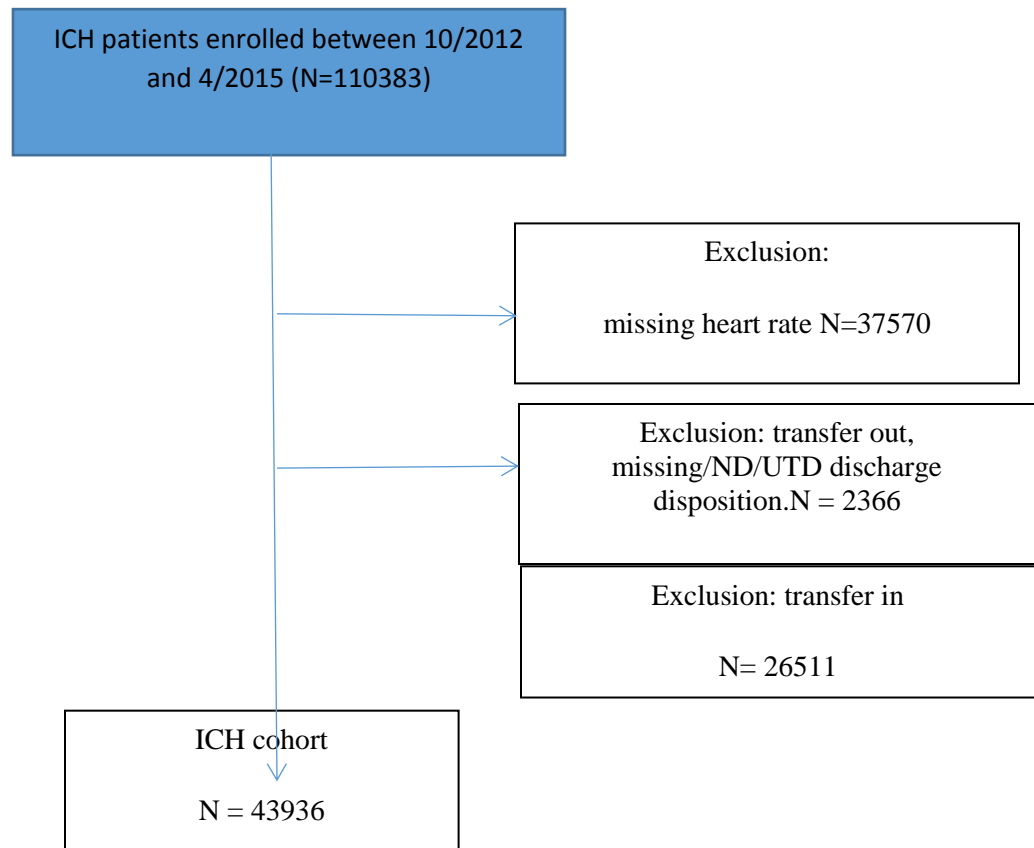 ICH patients enrolled between 10/2012
and 4/2015 (N=110383)
Exclusion:
missing heart rate N=37570
Exclusion: transfer out,
missing/ND/UTD discharge
disposition.N = 2366
Exclusion: transfer in
N= 26511
ICH cohort
N = 43936